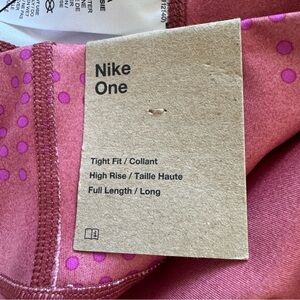 Nike
One
Tight Fit / Collant
High Rise / Taille Haute
Full Length / Long